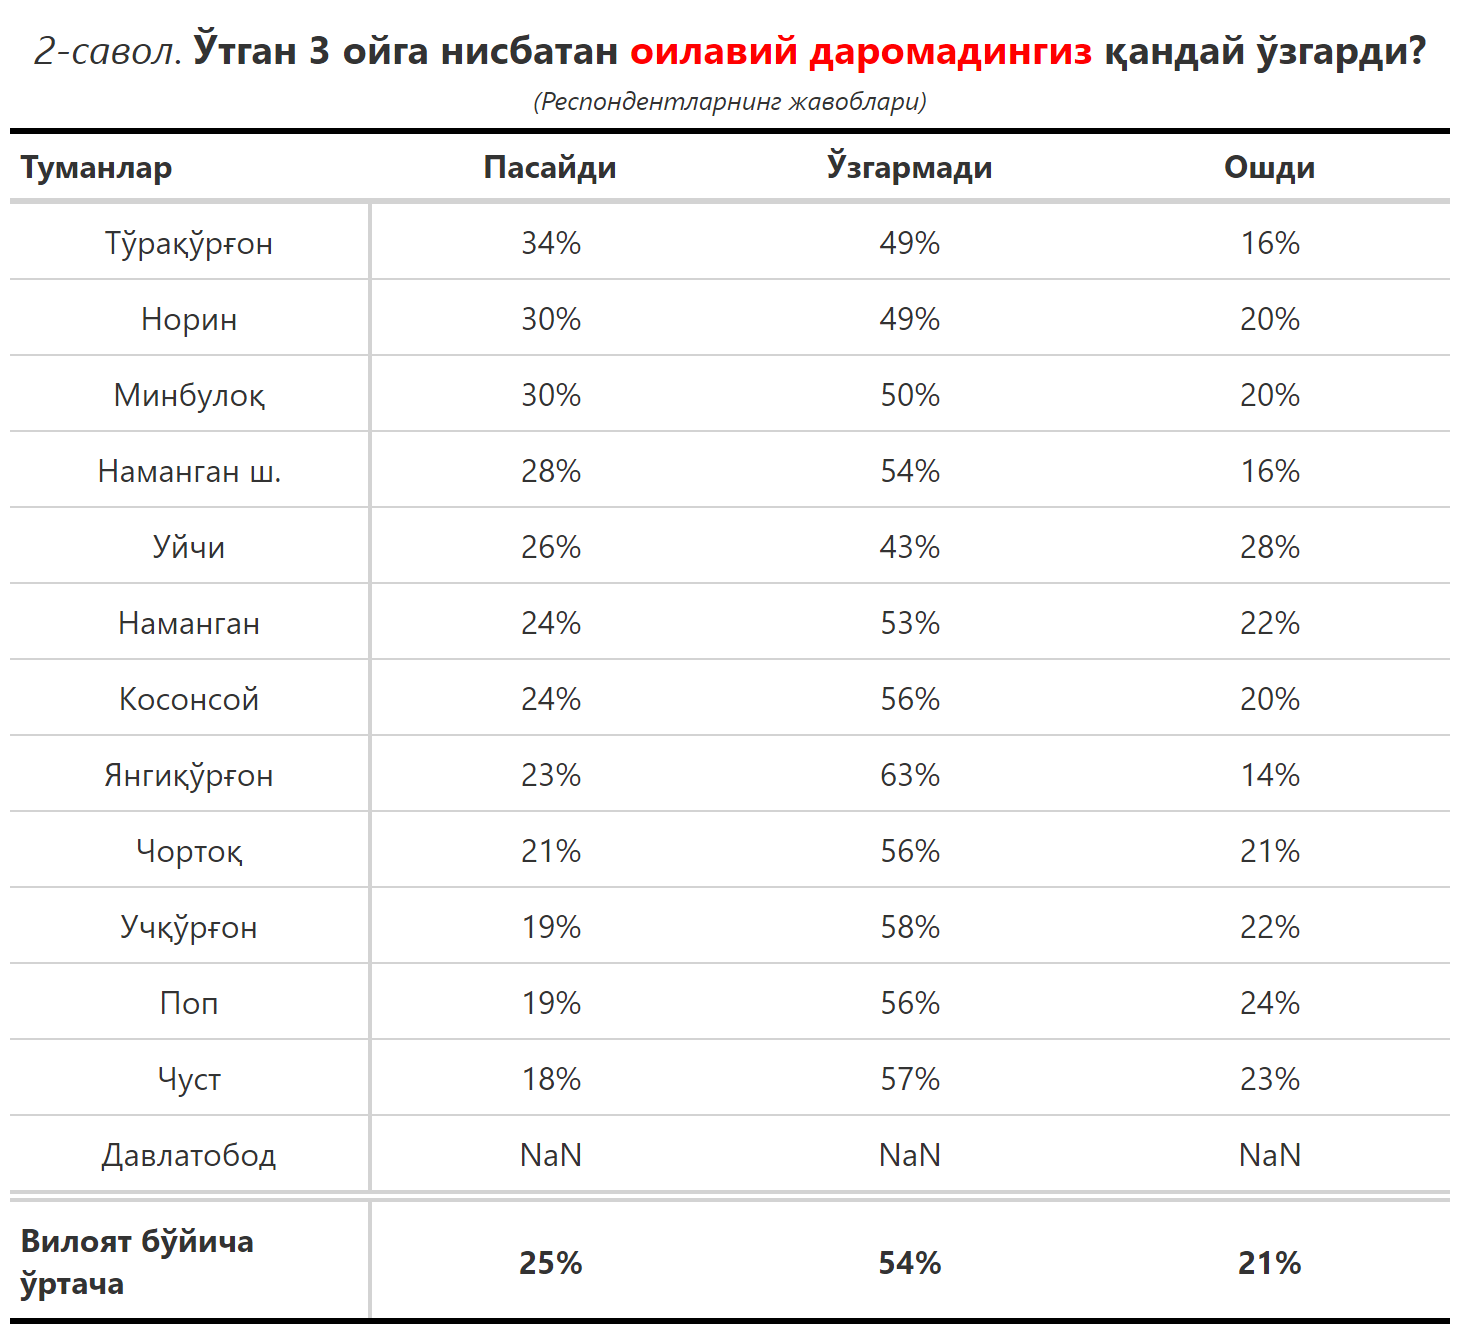 2-савол. Ўтган 3 ойга нисбатан оилавий даромадингиз қандай ўзгарди?
(Респондентларнинг жавоблари)
Туманлар Пасайди Ўзгармади Ошди
Тўрақўрғон 34% 49% 16%
Норин 30% 49% 20%
Минбулоқ 30% 50% 20%
Наманган ш. 28% 54% 16%
Уйчи 26% 43% 28%
Наманган 24% 53% 22%
Косонсой 24% 56% 20%
Янгиқўрғон 23% 63% 14%
Чортоқ 21% 56% 21%
Учқўрғон 19% 58% 22%
Поп 19% 56% 24%
Чуст 18% 57% 23%
Давлатобод NaN NaN NaN
Вилоят бўйича
ўртача 25% 54% 21%